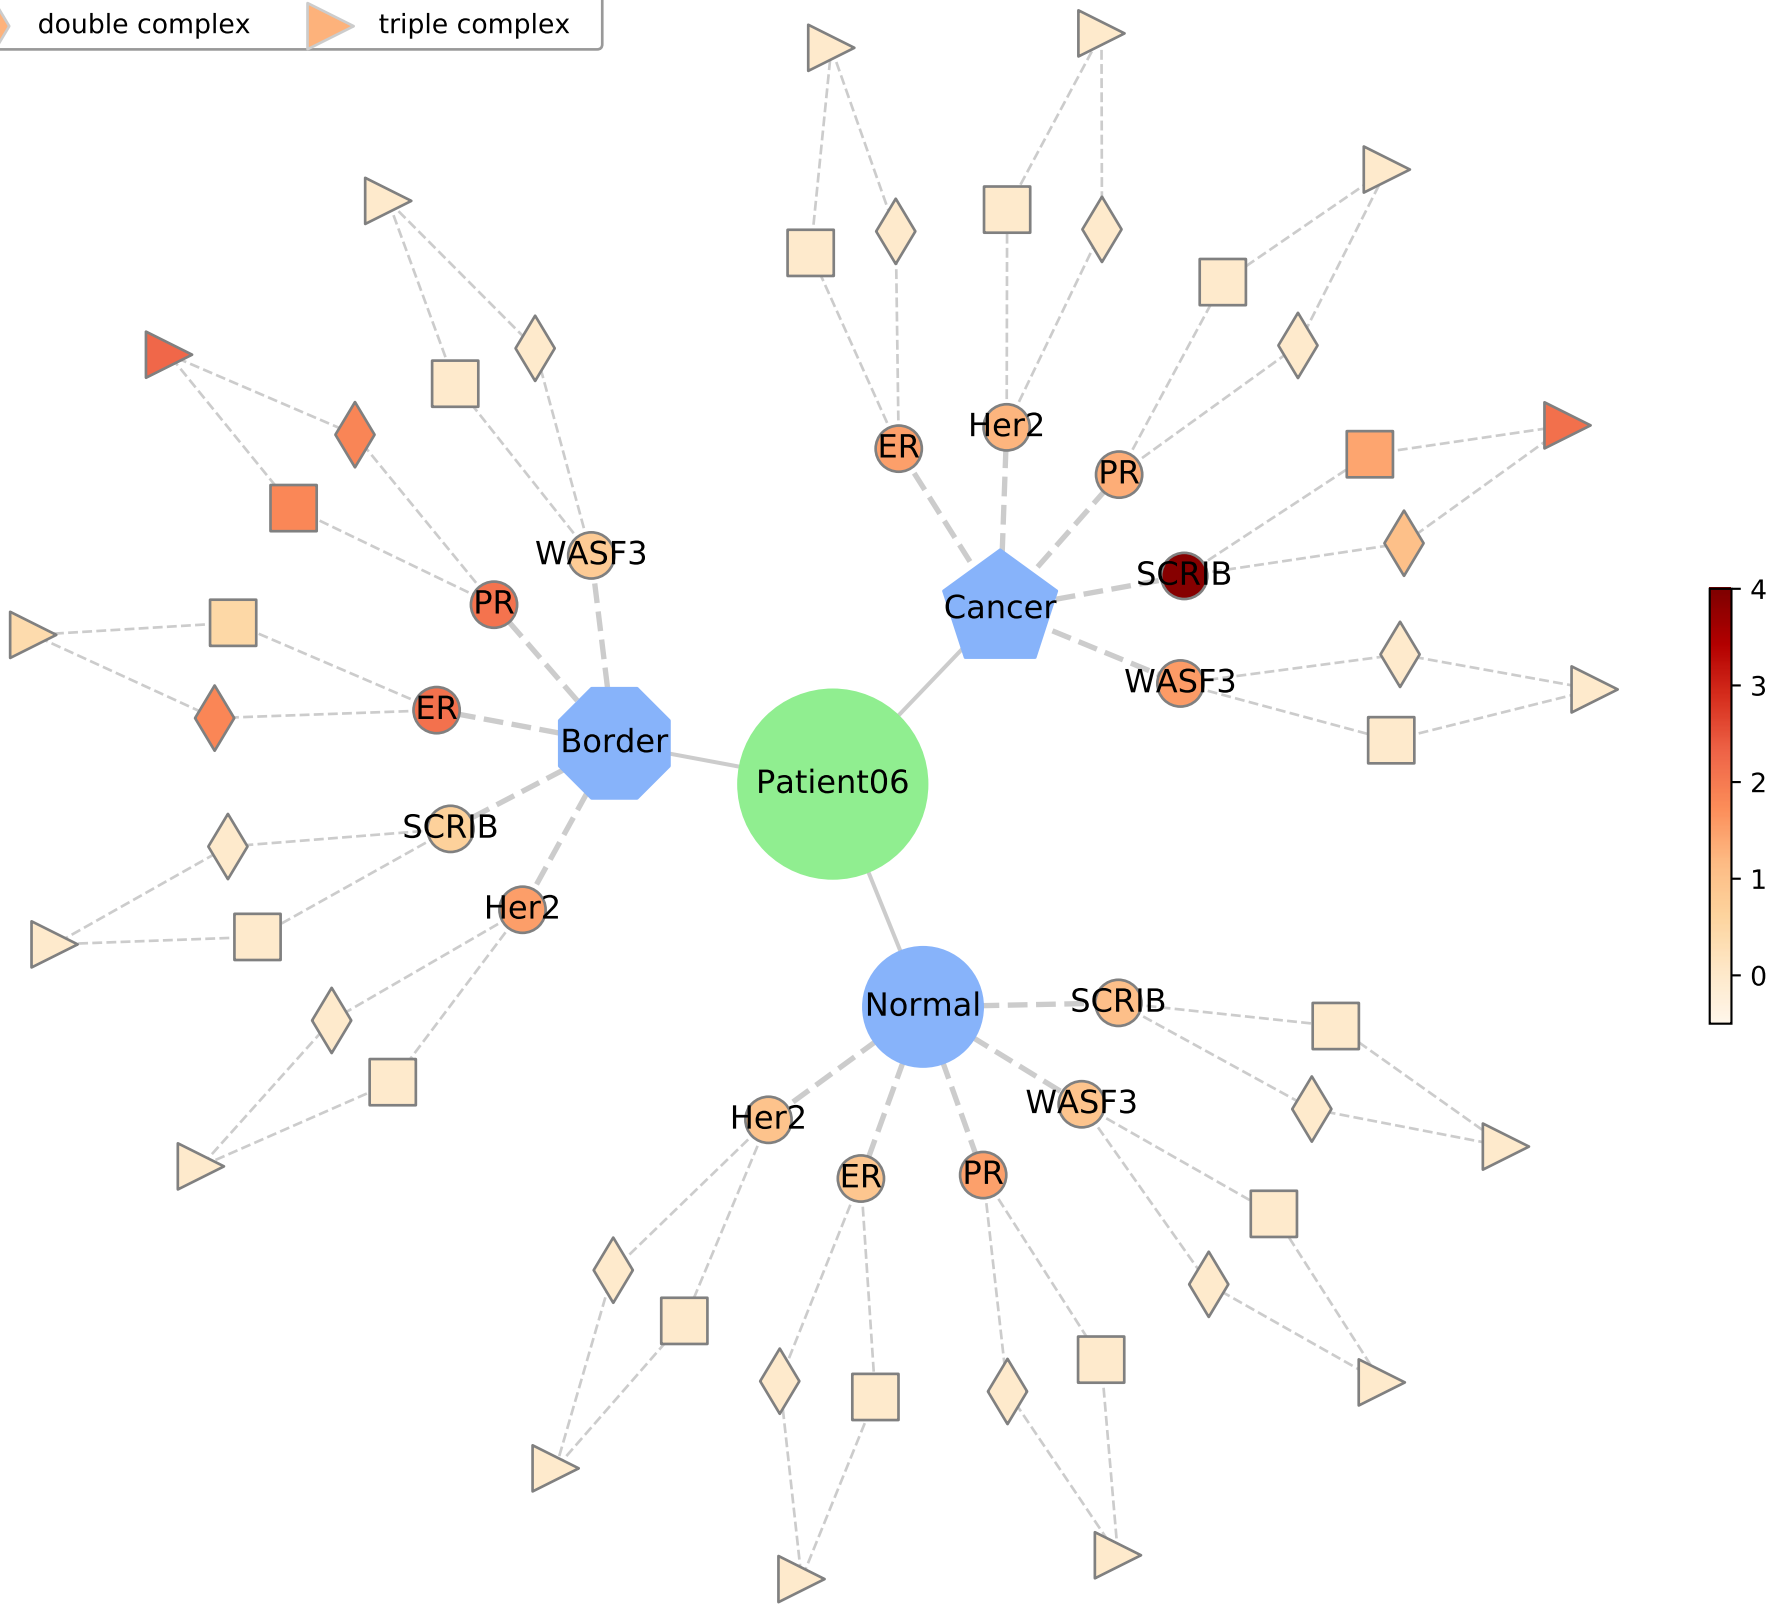 double complex
triple complex
Her2
ER
PR
WASF3
SCRIB
Cancer
PR
4
WASF3
3
ER
Border
Patient06
2
SCRIB
1
Her2
0
Normal
SCRIB
WASF3
Her2
ER
PR